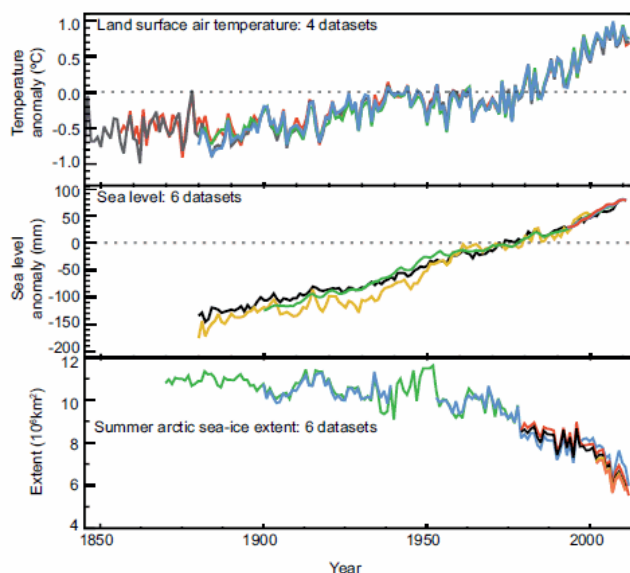 Land surface air temperature: 4 datasets
Temperature
anomaly (ºC)
1.0
0.5
0.0
-0.5
-1.0
Sea level: 6 datasets
Sea level
anomaly (mm)
100
50
0
-50
-100
-150
-200
Summer arctic sea-ice extent: 6 datasets
Extent (10⁶km²)
12
10
8
6
4
1850 1900 1950 2000
Year